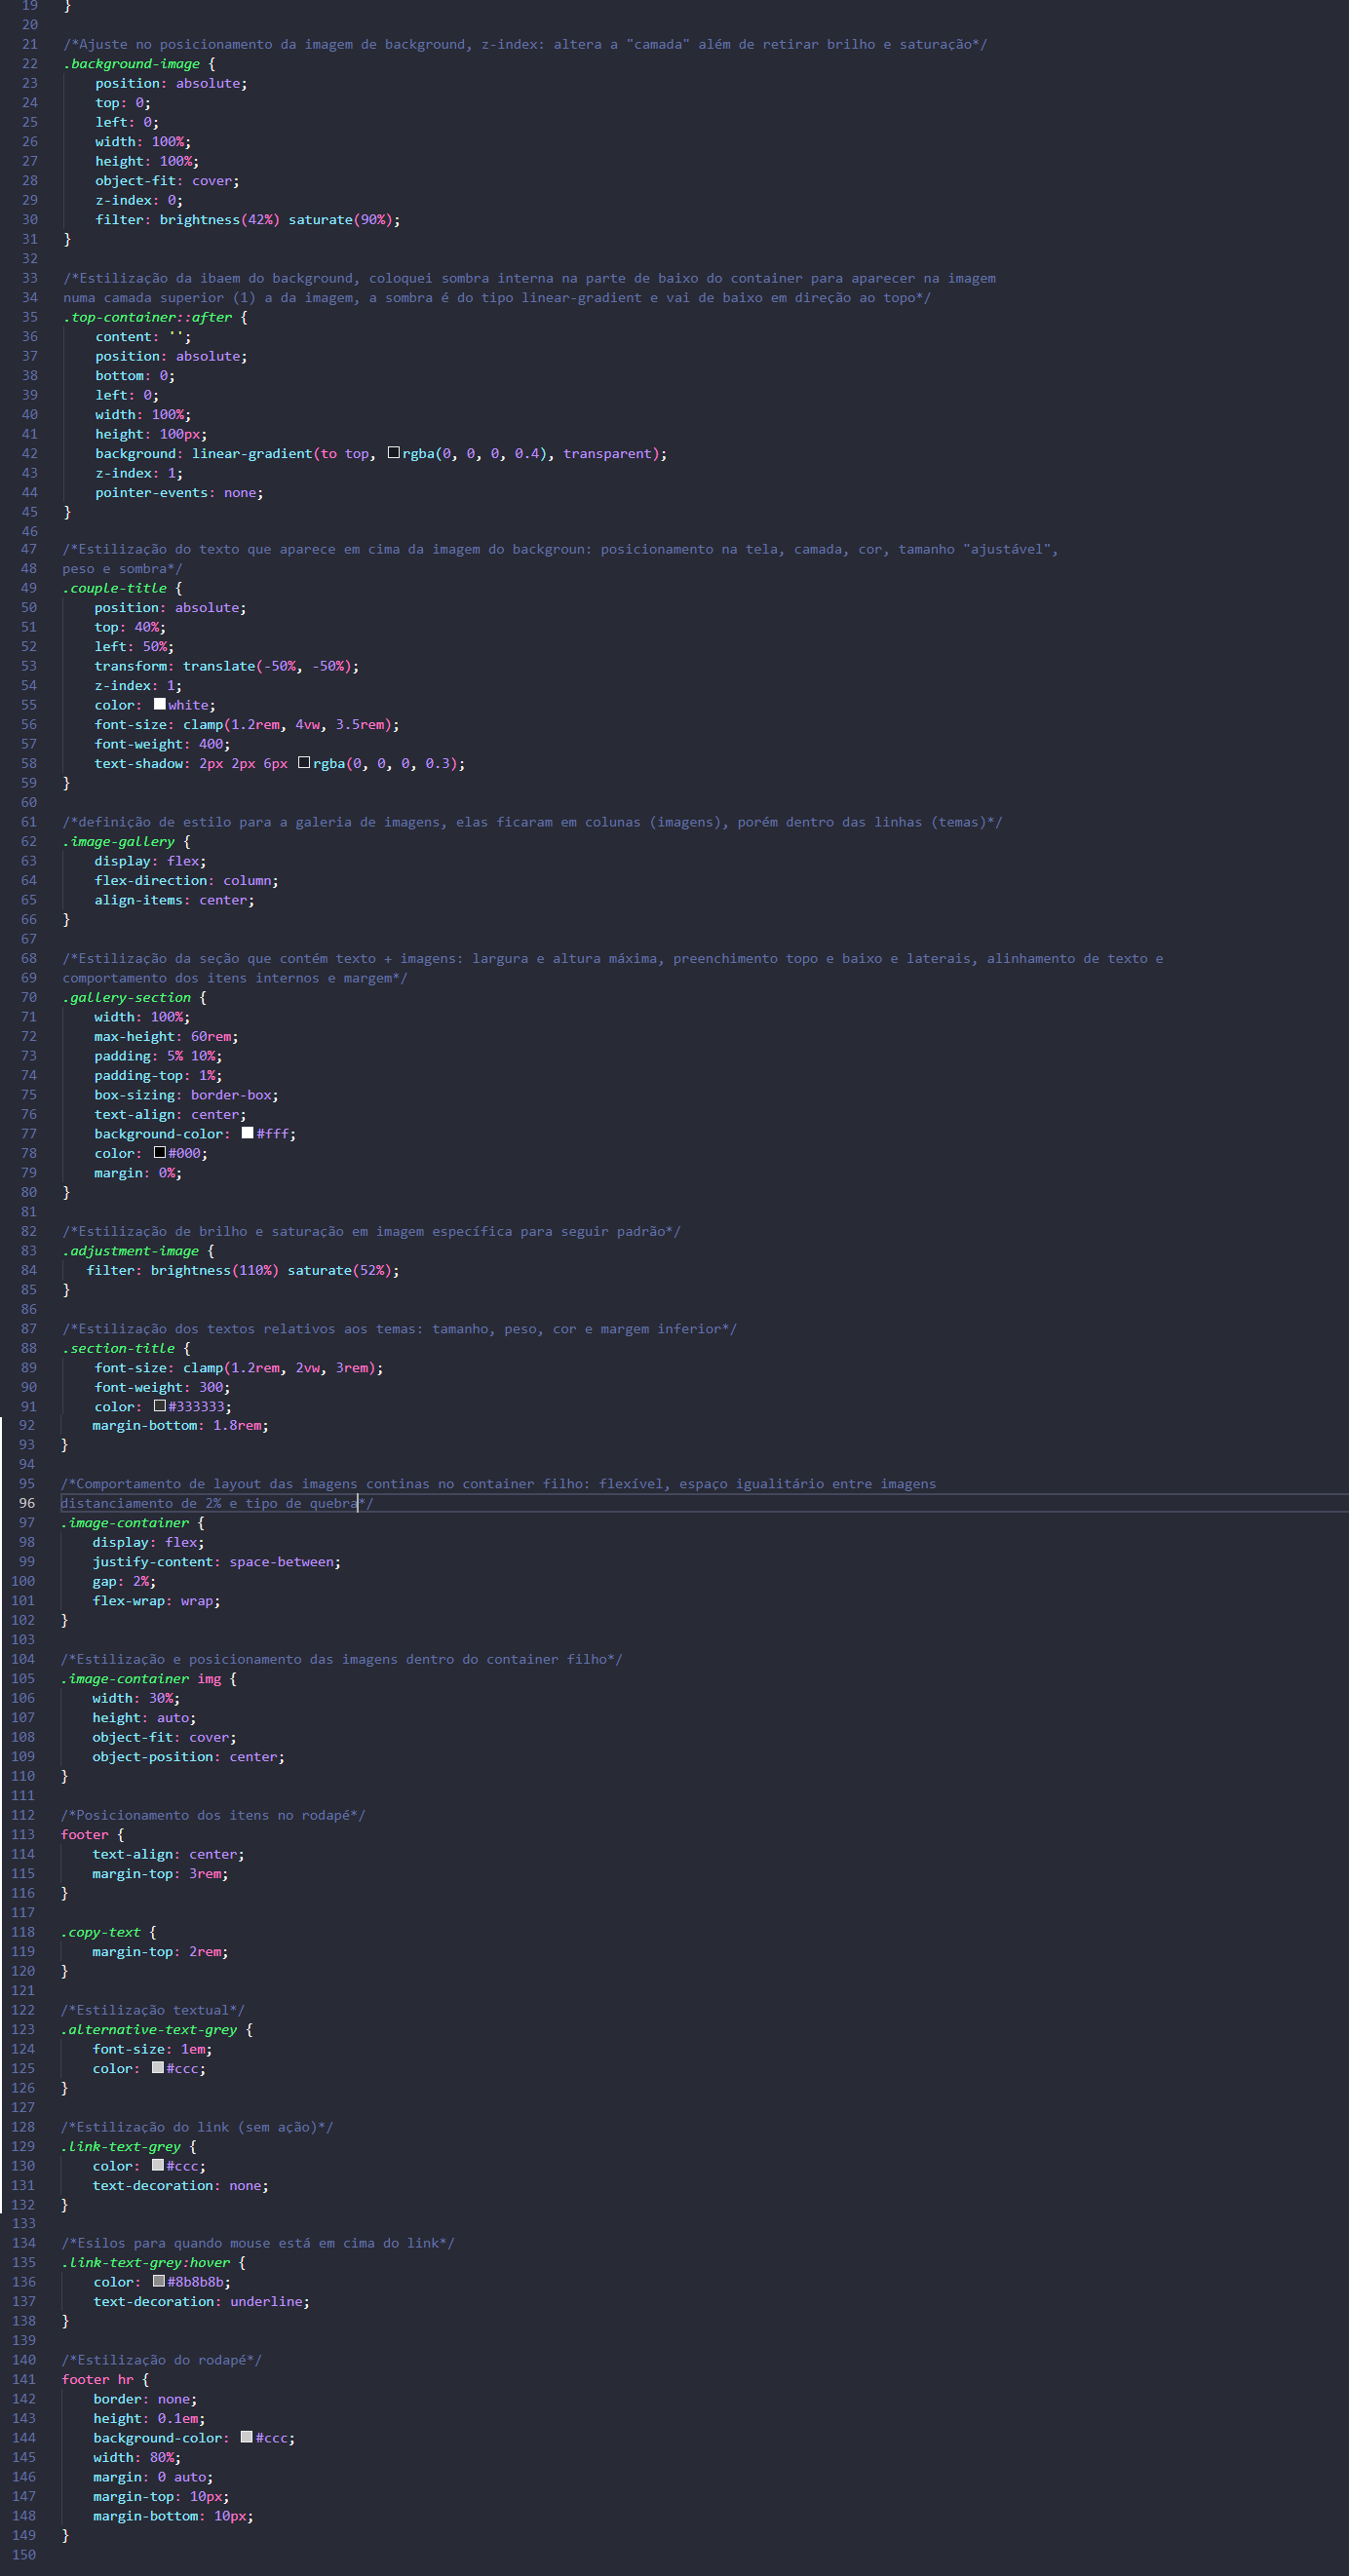 19 }
20
21 /*Ajuste no posicionamento da imagem de background, z-index: altera a "camada" além de retirar brilho e saturação*/
22 .background-image {
23     position: absolute;
24     top: 0;
25     left: 0;
26     width: 100%;
27     height: 100%;
28     object-fit: cover;
29     z-index: 0;
30     filter: brightness(42%) saturate(90%);
31 }
32
33 /*Estilização da ibaem do background, coloquei sombra interna na parte de baixo do container para aparecer na imagem
34 numa camada superior (1) a da imagem, a sombra é do tipo linear-gradient e vai de baixo em direção ao topo*/
35 .top-container::after {
36     content: '';
37     position: absolute;
38     bottom: 0;
39     left: 0;
40     width: 100%;
41     height: 100px;
42     background: linear-gradient(to top, rgba(0, 0, 0, 0.4), transparent);
43     z-index: 1;
44     pointer-events: none;
45 }
46
47 /*Estilização do texto que aparece em cima da imagem do backgroun: posicionamento na tela, camada, cor, tamanho "ajustável",
48 peso e sombra*/
49 .couple-title {
50     position: absolute;
51     top: 40%;
52     left: 50%;
53     transform: translate(-50%, -50%);
54     z-index: 1;
55     color: white;
56     font-size: clamp(1.2rem, 4vw, 3.5rem);
57     font-weight: 400;
58     text-shadow: 2px 2px 6px rgba(0, 0, 0, 0.3);
59 }
60
61 /*definição de estilo para a galeria de imagens, elas ficaram em colunas (imagens), porém dentro das linhas (temas)*/
62 .image-gallery {
63     display: flex;
64     flex-direction: column;
65     align-items: center;
66 }
67
68 /*Estilização da seção que contém texto + imagens: largura e altura máxima, preenchimento topo e baixo e laterais, alinhamento de texto e
69 comportamento dos itens internos e margem*/
70 .gallery-section {
71     width: 100%;
72     max-height: 60rem;
73     padding: 5% 10%;
74     padding-top: 1%;
75     box-sizing: border-box;
76     text-align: center;
77     background-color: #fff;
78     color: #000;
79     margin: 0%;
80 }
81
82 /*Estilização de brilho e saturação em imagem específica para seguir padrão*/
83 .adjustment-image {
84    filter: brightness(110%) saturate(52%);
85 }
86
87 /*Estilização dos textos relativos aos temas: tamanho, peso, cor e margem inferior*/
88 .section-title {
89     font-size: clamp(1.2rem, 2vw, 3rem);
90     font-weight: 300;
91     color: #333333;
92     margin-bottom: 1.8rem;
93 }
94
95 /*Comportamento de layout das imagens continas no container filho: flexível, espaço igualitário entre imagens
96 distanciamento de 2% e tipo de quebra*/
97 .image-container {
98     display: flex;
99     justify-content: space-between;
100     gap: 2%;
101     flex-wrap: wrap;
102 }
103
104 /*Estilização e posicionamento das imagens dentro do container filho*/
105 .image-container img {
106     width: 30%;
107     height: auto;
108     object-fit: cover;
109     object-position: center;
110 }
111
112 /*Posicionamento dos itens no rodapé*/
113 footer {
114     text-align: center;
115     margin-top: 3rem;
116 }
117
118 .copy-text {
119     margin-top: 2rem;
120 }
121
122 /*Estilização textual*/
123 .alternative-text-grey {
124     font-size: 1em;
125     color: #ccc;
126 }
127
128 /*Estilização do link (sem ação)*/
129 .link-text-grey {
130     color: #ccc;
131     text-decoration: none;
132 }
133
134 /*Esilos para quando mouse está em cima do link*/
135 .link-text-grey:hover {
136     color: #8b8b8b;
137     text-decoration: underline;
138 }
139
140 /*Estilização do rodapé*/
141 footer hr {
142     border: none;
143     height: 0.1em;
144     background-color: #ccc;
145     width: 80%;
146     margin: 0 auto;
147     margin-top: 10px;
148     margin-bottom: 10px;
149 }
150